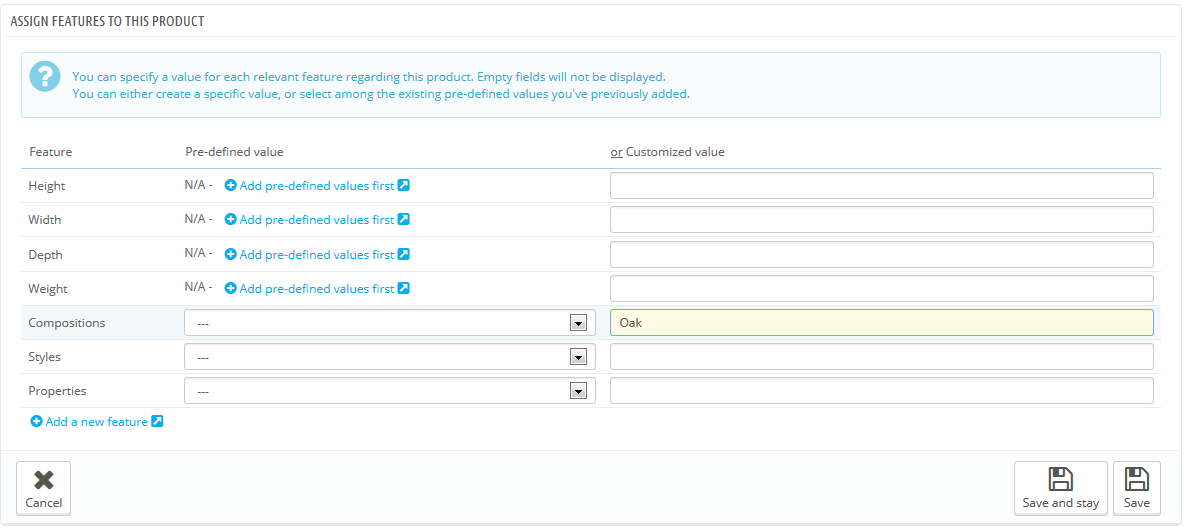 ASSIGN FEATURES TO THIS PRODUCT
?
You can specify a value for each relevant feature regarding this product. Empty fields will not be displayed.
You can either create a specific value, or select among the existing pre-defined values you've previously added.
Feature Pre-defined value or Customized value
Height N/A - Add pre-defined values first
Width N/A - Add pre-defined values first
Depth N/A - Add pre-defined values first
Weight N/A - Add pre-defined values first
Compositions --- Oak
Styles ---
Properties ---
Add a new feature
Cancel Save and stay Save